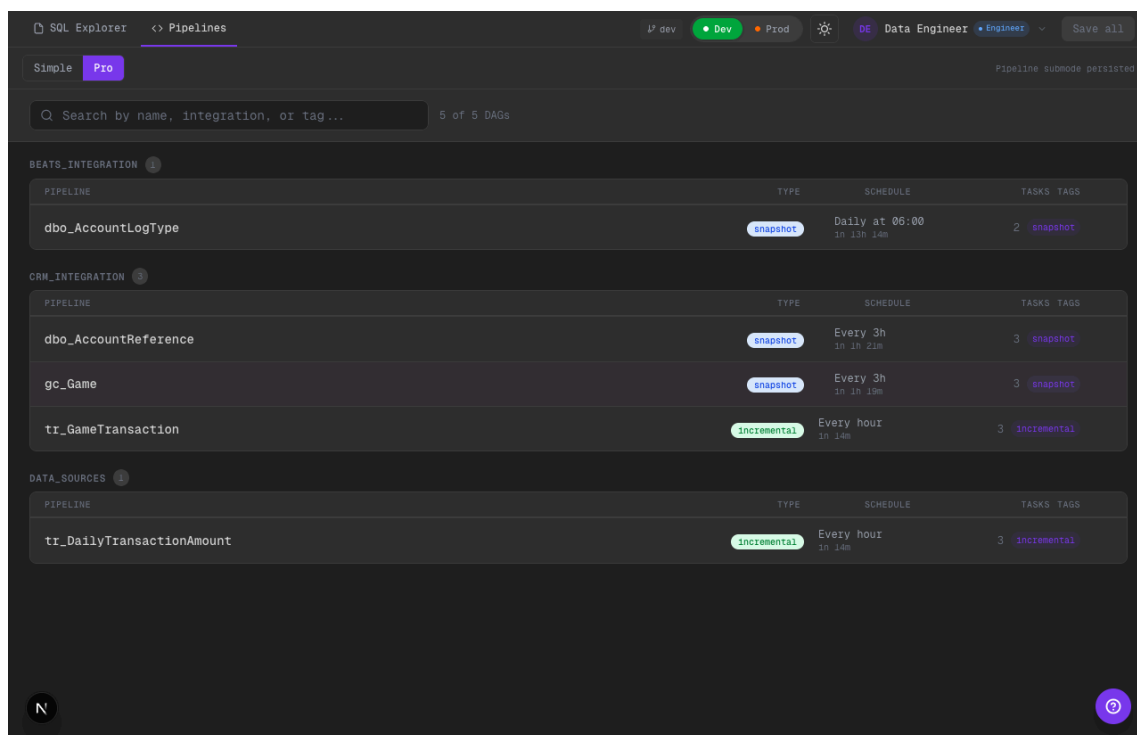 SQL Explorer <> Pipelines dev Dev Prod DE Data Engineer Engineer Save all
Simple Pro Pipeline submode persisted
Search by name, integration, or tag... 5 of 5 DAGs
BEATS_INTEGRATION 1
PIPELINE TYPE SCHEDULE TASKS TAGS
dbo_AccountLogType snapshot Daily at 06:00 2 snapshot
in 13h 14m
CRM_INTEGRATION 3
PIPELINE TYPE SCHEDULE TASKS TAGS
dbo_AccountReference snapshot Every 3h 3 snapshot
in 1h 21m
gc_Game snapshot Every 3h 3 snapshot
in 1h 19m
tr_GameTransaction incremental Every hour 3 incremental
in 14m
DATA_SOURCES 1
PIPELINE TYPE SCHEDULE TASKS TAGS
tr_DailyTransactionAmount incremental Every hour 3 incremental
in 14m
N ?